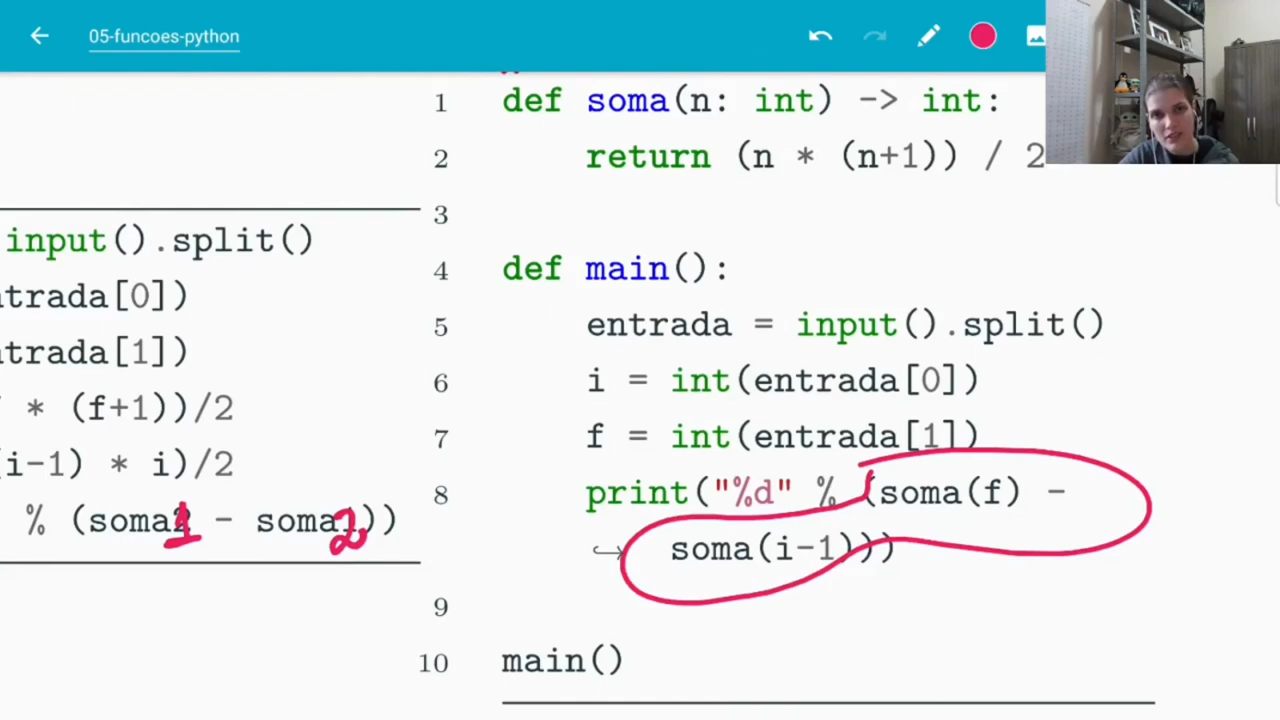 05-funcoes-python
input().split()
ntrada[0])
ntrada[1])
* (f+1))/2
i-1) * i)/2
% (soma1 - soma2))
1 def soma(n: int) -> int:
2 return (n * (n+1)) / 2
3
4 def main():
5 entrada = input().split()
6 i = int(entrada[0])
7 f = int(entrada[1])
8 print("%d" % (soma(f) -
↪ soma(i-1)))
9
10 main()